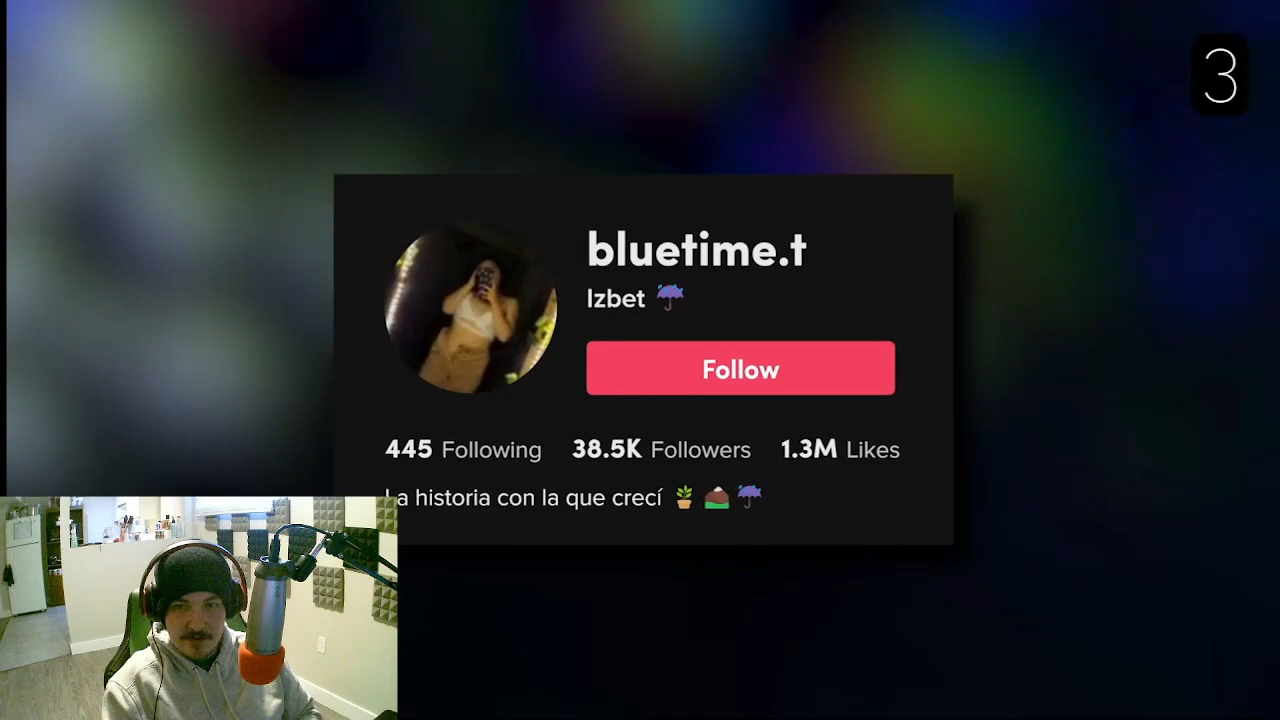 3
bluetime.t
Izbet ☔
Follow
445 Following 38.5K Followers 1.3M Likes
La historia con la que crecí 🪴 🌋 ☔